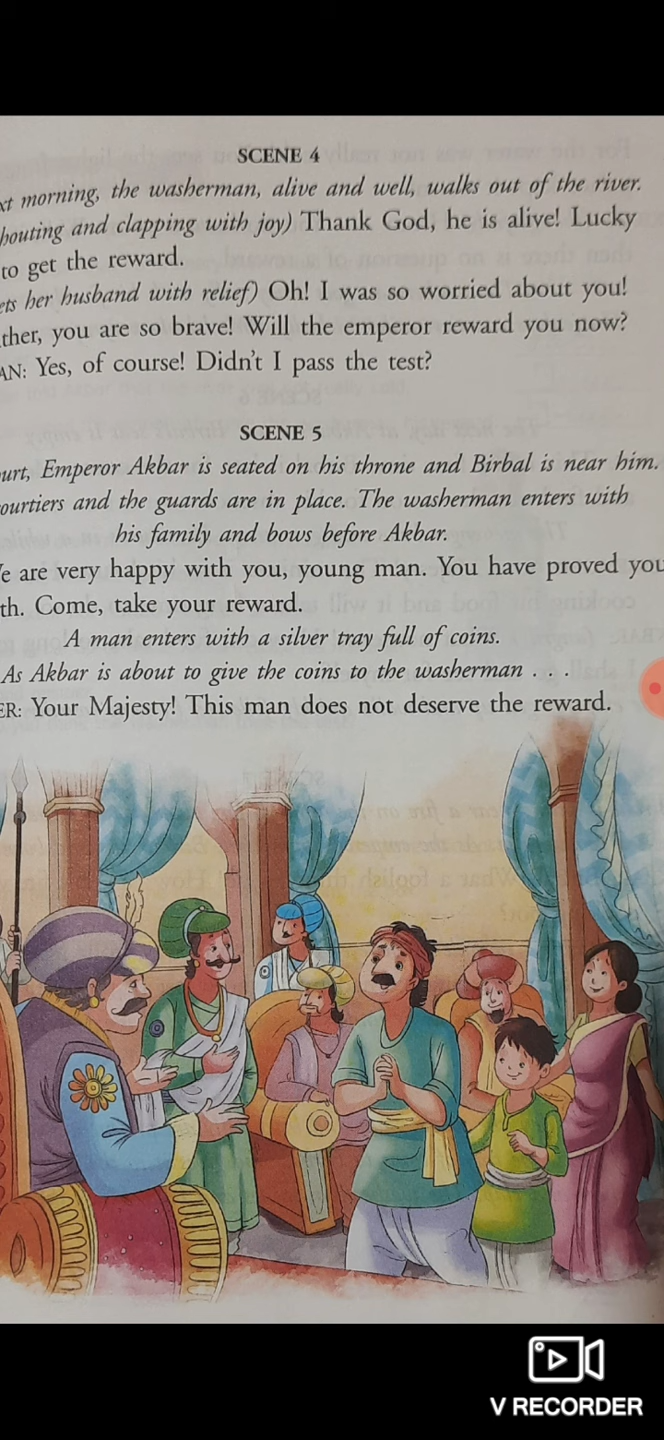 SCENE 4
xt morning, the washerman, alive and well, walks out of the river.
houting and clapping with joy) Thank God, he is alive! Lucky
to get the reward.
ets her husband with relief) Oh! I was so worried about you!
ther, you are so brave! Will the emperor reward you now?
AN: Yes, of course! Didn't I pass the test?
SCENE 5
urt, Emperor Akbar is seated on his throne and Birbal is near him.
ourtiers and the guards are in place. The washerman enters with
his family and bows before Akbar.
e are very happy with you, young man. You have proved you
th. Come, take your reward.
A man enters with a silver tray full of coins.
As Akbar is about to give the coins to the washerman . . .
ER: Your Majesty! This man does not deserve the reward.
V RECORDER